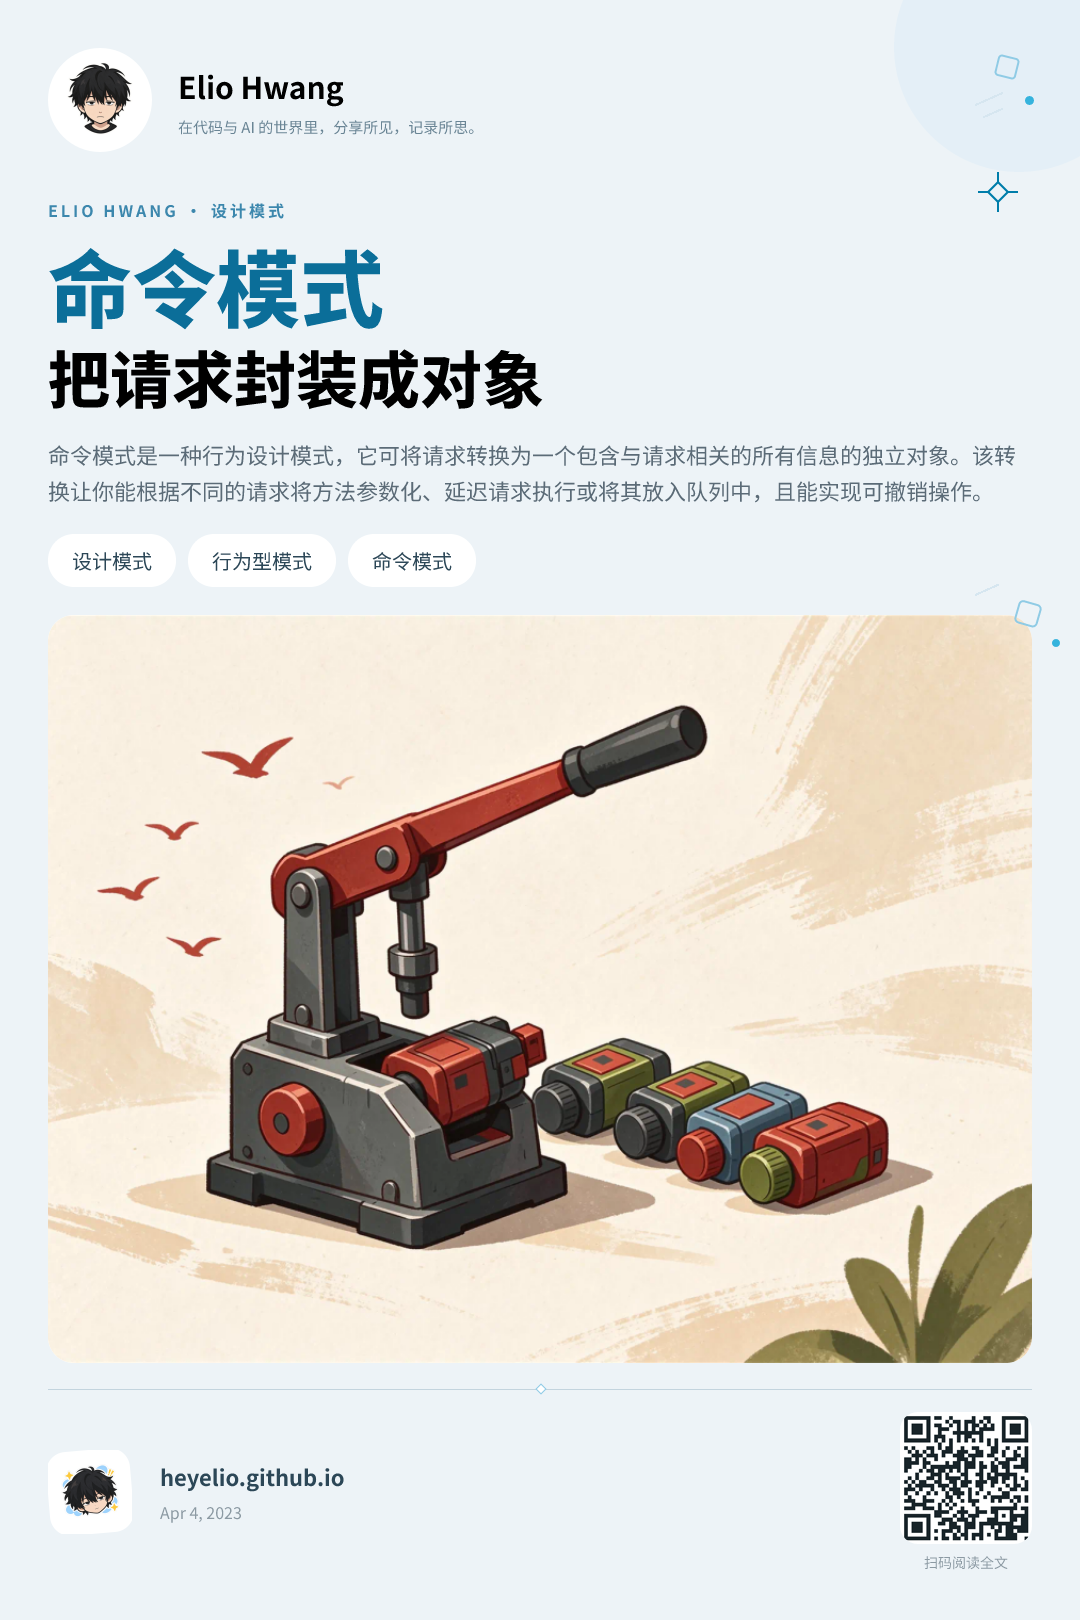 Elio Hwang
在代码与 AI 的世界里，分享所见，记录所思。
ELIO HWANG • 设计模式
命令模式
把请求封装成对象
命令模式是一种行为设计模式，它可将请求转换为一个包含与请求相关的所有信息的独立对象。该转
换让你能根据不同的请求将方法参数化、延迟请求执行或将其放入队列中，且能实现可撤销操作。
设计模式
行为型模式
命令模式
heyelio.github.io
Apr 4, 2023
扫码阅读全文